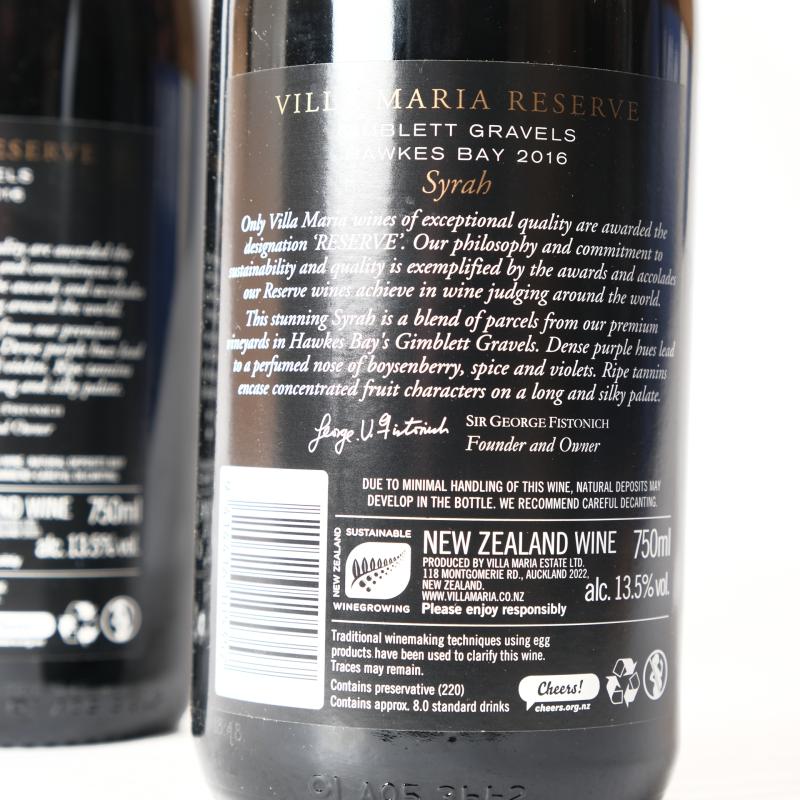 VILLA MARIA RESERVE
GIMBLETT GRAVELS
HAWKES BAY 2016
Syrah
Only Villa Maria wines of exceptional quality are awarded the
designation 'RESERVE'. Our philosophy and commitment to
sustainability and quality is exemplified by the awards and accolades
our Reserve wines achieve in wine judging around the world.
This stunning Syrah is a blend of parcels from our premium
vineyards in Hawkes Bay's Gimblett Gravels. Dense purple hues lead
to a perfumed nose of boysenberry, spice and violets. Ripe tannins
encase concentrated fruit characters on a long and silky palate.
George V. Fistonich
SIR GEORGE FISTONICH
Founder and Owner
DUE TO MINIMAL HANDLING OF THIS WINE, NATURAL DEPOSITS MAY
DEVELOP IN THE BOTTLE. WE RECOMMEND CAREFUL DECANTING.
NEW ZEALAND
SUSTAINABLE
WINEGROWING
NEW ZEALAND WINE 750ml
PRODUCED BY VILLA MARIA ESTATE LTD.
118 MONTGOMERIE RD., AUCKLAND 2022,
NEW ZEALAND.
WWW.VILLAMARIA.CO.NZ
alc. 13.5% vol.
Please enjoy responsibly
Traditional winemaking techniques using egg
products have been used to clarify this wine.
Traces may remain.
Contains preservative (220)
Contains approx. 8.0 standard drinks
Cheers!
cheers.org.nz
ESERVE
ELS
016
ND WINE 750ml
alc. 13.5% vol.